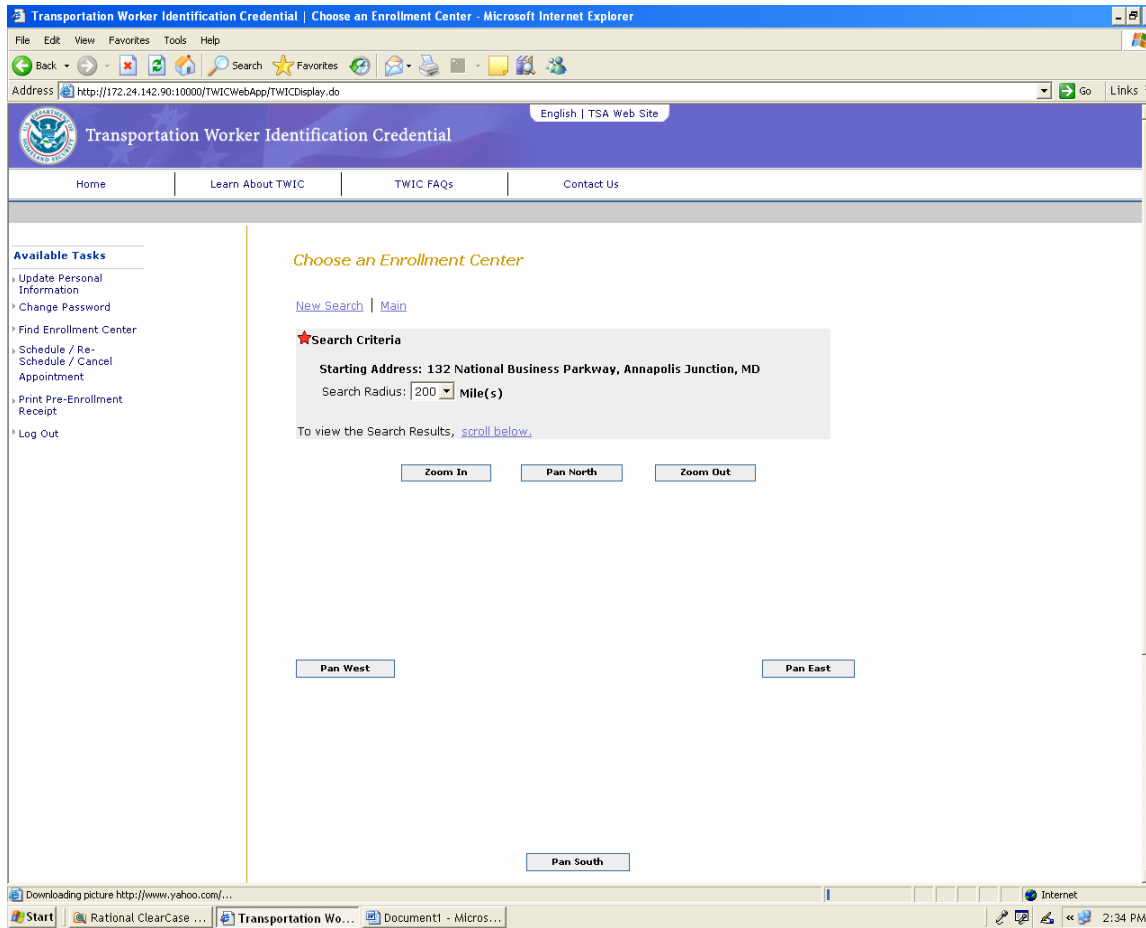 Transportation Worker Identification Credential | Choose an Enrollment Center - Microsoft Internet Explorer
File Edit View Favorites Tools Help
Back Search Favorites
Address http://172.24.142.90:10000/TWICWebApp/TWICDisplay.do Go Links
English | TSA Web Site
Transportation Worker Identification Credential
Home Learn About TWIC TWIC FAQs Contact Us
Available Tasks
Update Personal
Information
Change Password
Find Enrollment Center
Schedule / Re-
Schedule / Cancel
Appointment
Print Pre-Enrollment
Receipt
Log Out
Choose an Enrollment Center
New Search | Main
Search Criteria
Starting Address: 132 National Business Parkway, Annapolis Junction, MD
Search Radius: 200 Mile(s)
To view the Search Results, scroll below.
Zoom In Pan North Zoom Out
Pan West Pan East
Pan South
Downloading picture http://www.yahoo.com/... Internet
Start Rational ClearCase ... Transportation Wo... Document1 - Micros... 2:34 PM